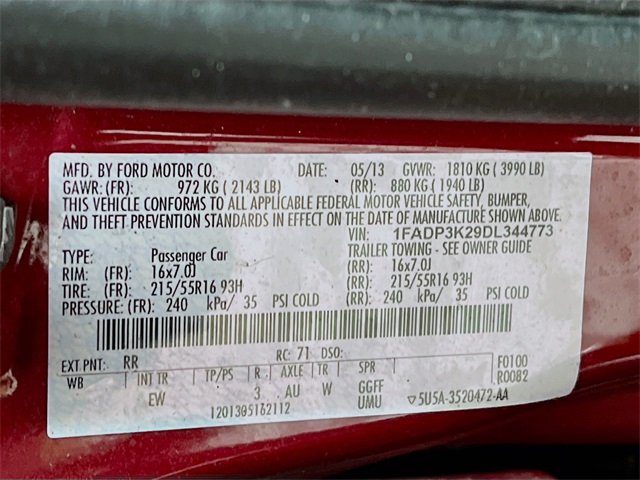 MFD. BY FORD MOTOR CO. DATE: 05/13 GVWR: 1810 KG ( 3990 LB)
GAWR: (FR): 972 KG ( 2143 LB) (RR): 880 KG ( 1940 LB)
THIS VEHICLE CONFORMS TO ALL APPLICABLE FEDERAL MOTOR VEHICLE SAFETY, BUMPER,
AND THEFT PREVENTION STANDARDS IN EFFECT ON THE DATE OF MANUFACTURE SHOWN ABOVE.
VIN: 1FADP3K29DL344773
TYPE: Passenger Car TRAILER TOWING - SEE OWNER GUIDE
RIM: (FR): 16x7.0J (RR): 16x7.0J
TIRE: (FR): 215/55R16 93H (RR): 215/55R16 93H
PRESSURE: (FR): 240 kPa/ 35 PSI COLD (RR): 240 kPa/ 35 PSI COLD
EXT PNT: RR RC: 71 DSO: F0100
WB INT TR TP/PS R AXLE TR SPR R0082
EW 3 AU W GGFF
1201305162112 UMU ▽5U5A-3520472-AA